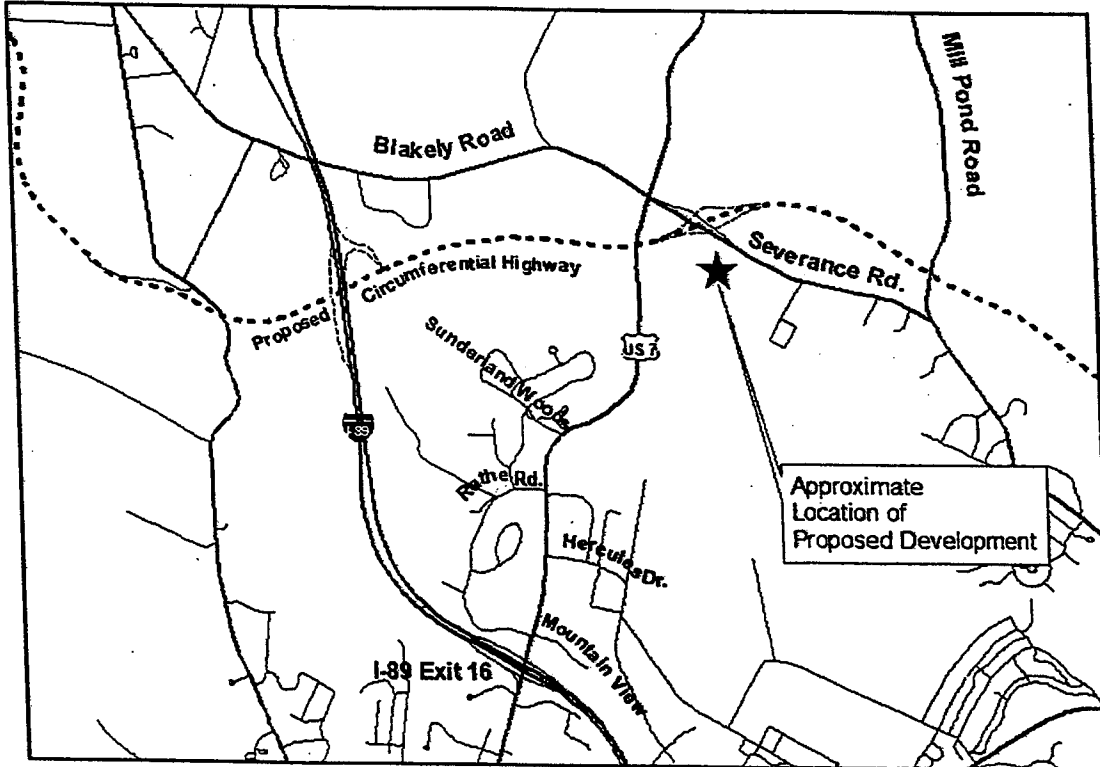 Mill Pond Road
Blakely Road
Severance Rd.
Proposed Circumferential Highway
Sunderland Woods
US 7
I-89
Rathe Rd.
Approximate
Location of
Proposed Development
Hercules Dr.
Mountain View
I-89 Exit 16